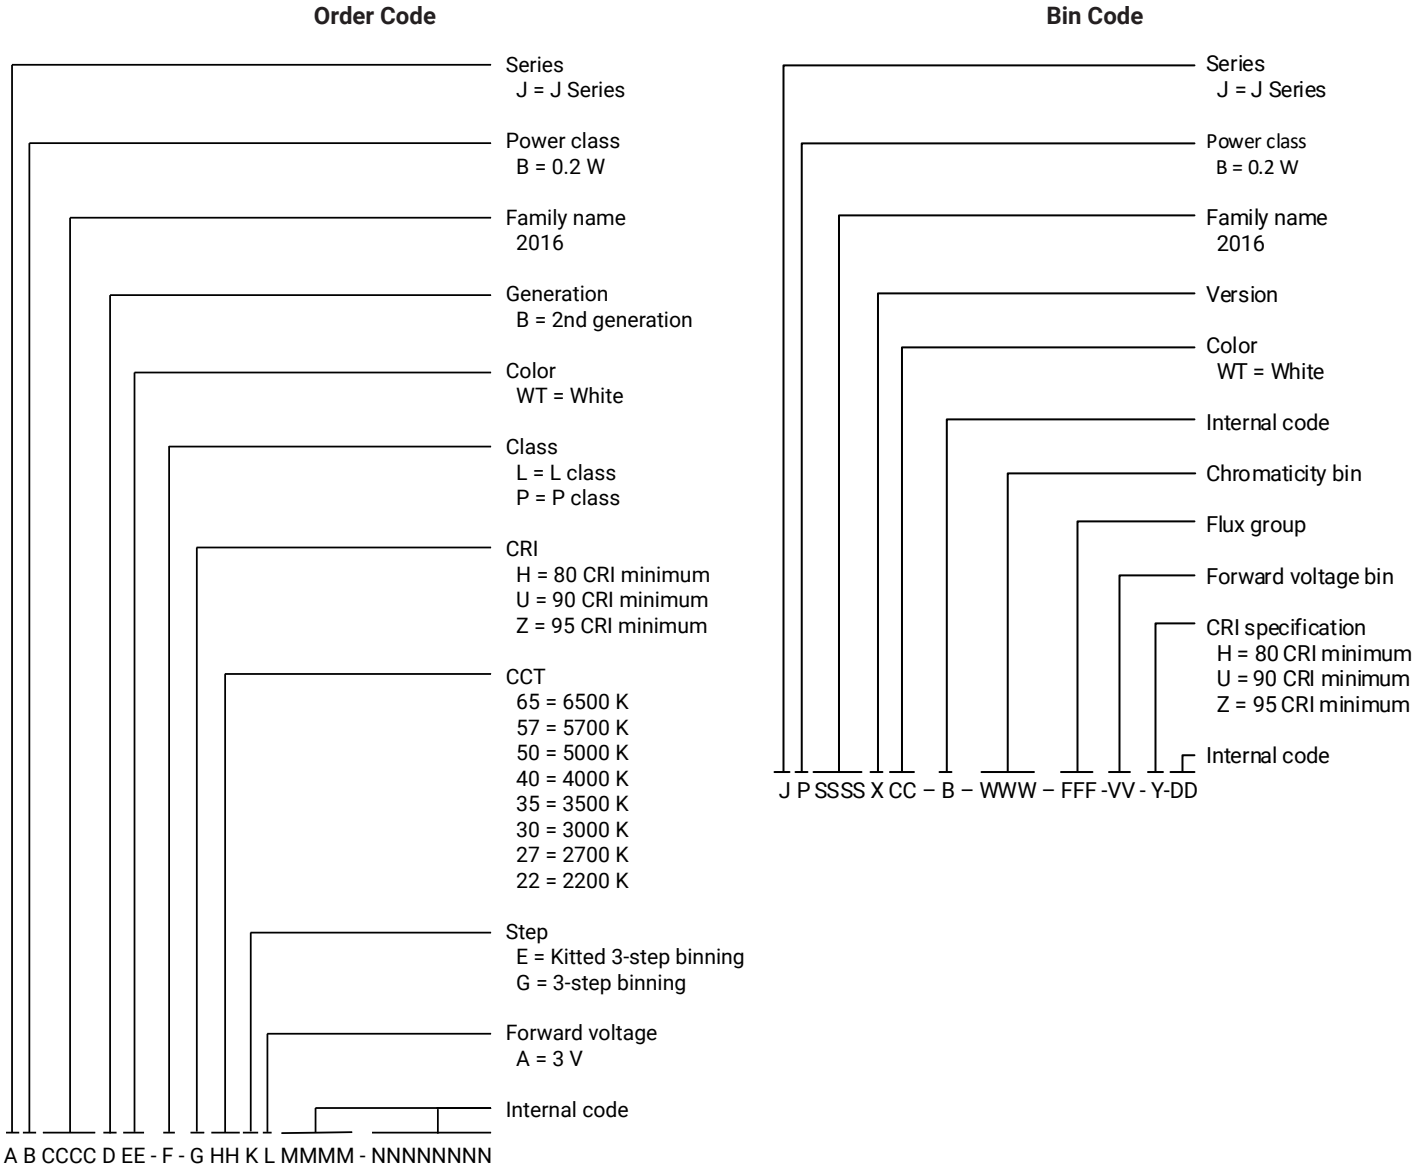 Order Code
Series
J = J Series
Power class
B = 0.2 W
Family name
2016
Generation
B = 2nd generation
Color
WT = White
Class
L = L class
P = P class
CRI
H = 80 CRI minimum
U = 90 CRI minimum
Z = 95 CRI minimum
CCT
65 = 6500 K
57 = 5700 K
50 = 5000 K
40 = 4000 K
35 = 3500 K
30 = 3000 K
27 = 2700 K
22 = 2200 K
Step
E = Kitted 3-step binning
G = 3-step binning
Forward voltage
A = 3 V
Internal code
A B CCCC D EE - F - G HH K L MMMM - NNNNNNNN
Bin Code
Series
J = J Series
Power class
B = 0.2 W
Family name
2016
Version
Color
WT = White
Internal code
Chromaticity bin
Flux group
Forward voltage bin
CRI specification
H = 80 CRI minimum
U = 90 CRI minimum
Z = 95 CRI minimum
Internal code
J P SSSS X CC – B – WWW – FFF -VV - Y-DD